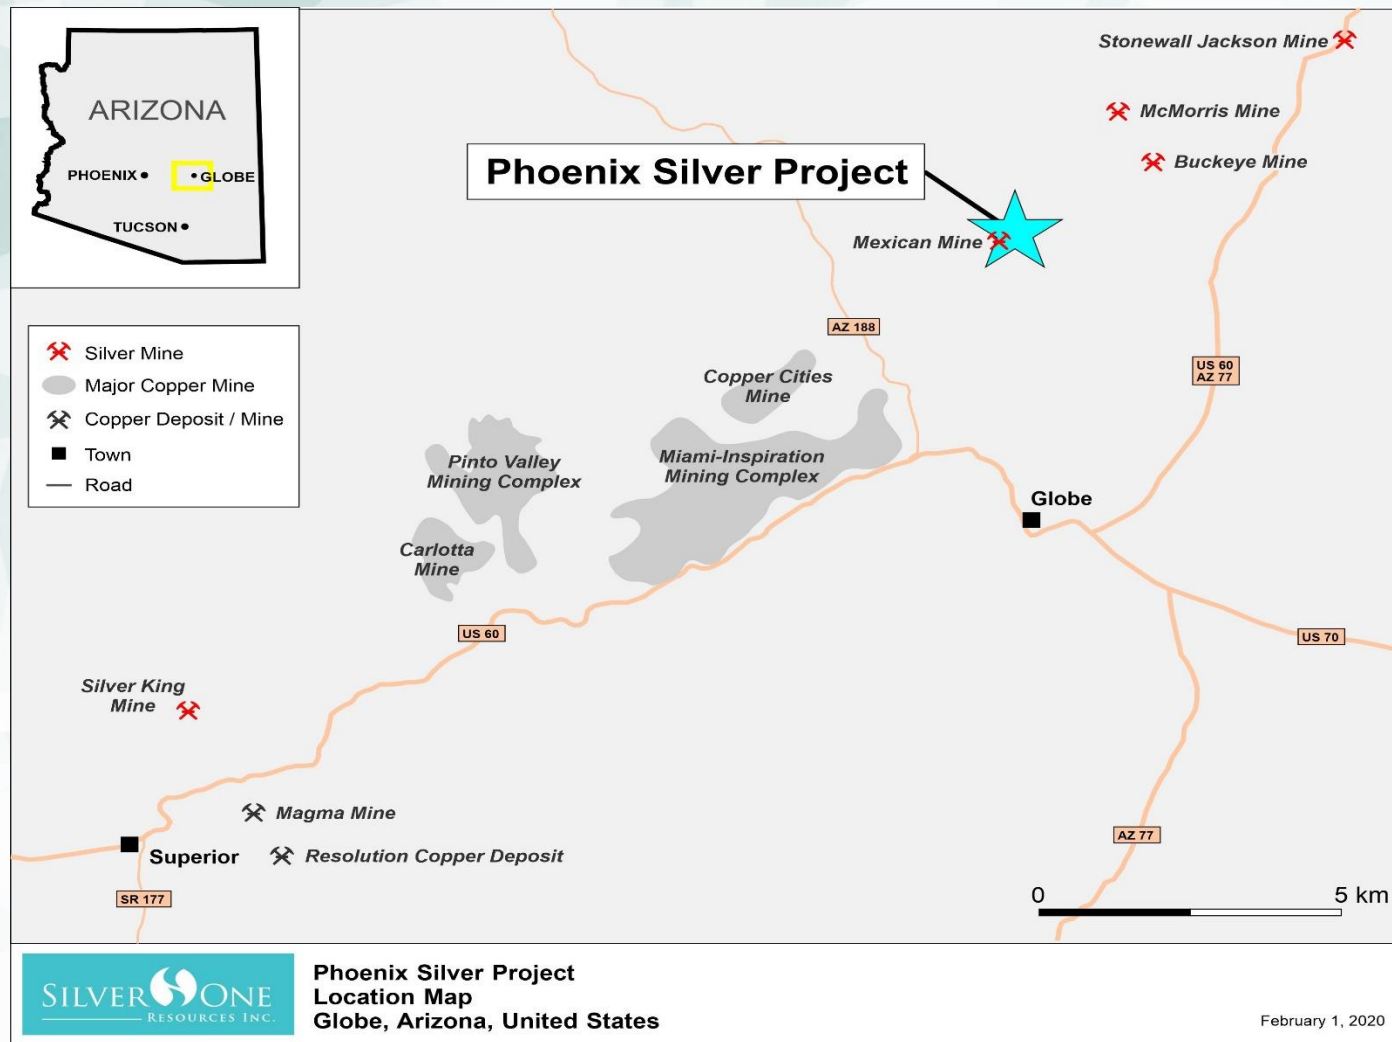 ARIZONA
PHOENIX
GLOBE
TUCSON
Stonewall Jackson Mine
McMorris Mine
Buckeye Mine
Phoenix Silver Project
Mexican Mine
Silver Mine
Major Copper Mine
Copper Deposit / Mine
Town
Road
AZ 188
US 60
AZ 77
Copper Cities
Mine
Pinto Valley
Mining Complex
Miami-Inspiration
Mining Complex
Globe
Carlotta
Mine
US 60
US 70
Silver King
Mine
Magma Mine
Superior
Resolution Copper Deposit
AZ 77
SR 177
0
5 km
SILVER ONE
RESOURCES INC.
Phoenix Silver Project
Location Map
Globe, Arizona, United States
February 1, 2020